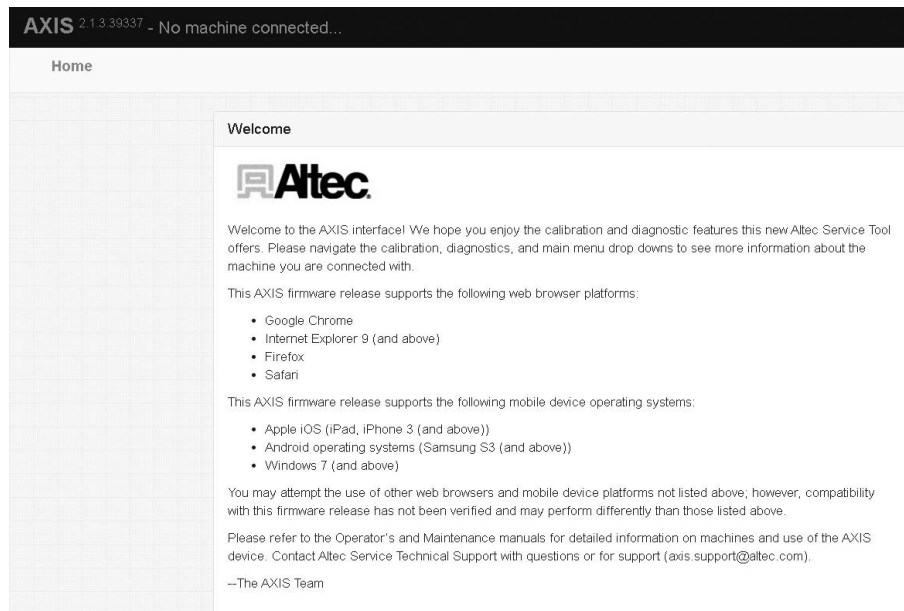 AXIS 2.1.3.39337 - No machine connected...
Home
Welcome
Altec
Welcome to the AXIS interface! We hope you enjoy the calibration and diagnostic features this new Altec Service Tool
offers. Please navigate the calibration, diagnostics, and main menu drop downs to see more information about the
machine you are connected with.
This AXIS firmware release supports the following web browser platforms:
• Google Chrome
• Internet Explorer 9 (and above)
• Firefox
• Safari
This AXIS firmware release supports the following mobile device operating systems:
• Apple iOS (iPad, iPhone 3 (and above))
• Android operating systems (Samsung S3 (and above))
• Windows 7 (and above)
You may attempt the use of other web browsers and mobile device platforms not listed above; however, compatibility
with this firmware release has not been verified and may perform differently than those listed above.
Please refer to the Operator's and Maintenance manuals for detailed information on machines and use of the AXIS
device. Contact Altec Service Technical Support with questions or for support (axis.support@altec.com).
--The AXIS Team